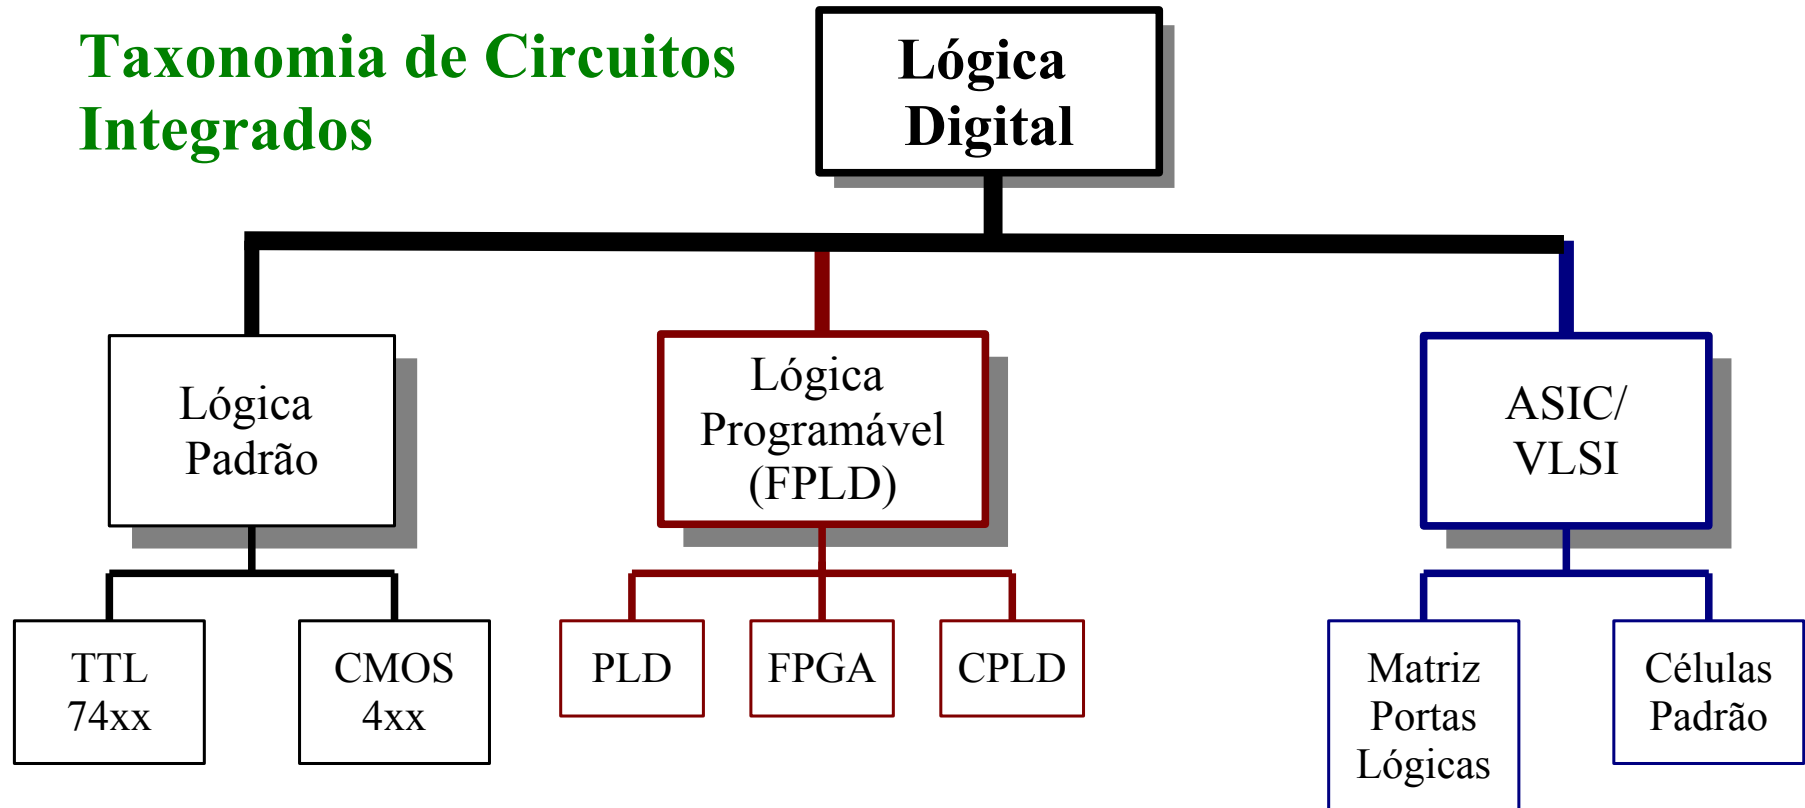 Taxonomia de Circuitos
Integrados
Lógica
Digital
Lógica
Padrão
Lógica
Programável
(FPLD)
ASIC/
VLSI
TTL
74xx
CMOS
4xx
PLD
FPGA
CPLD
Matriz
Portas
Lógicas
Células
Padrão